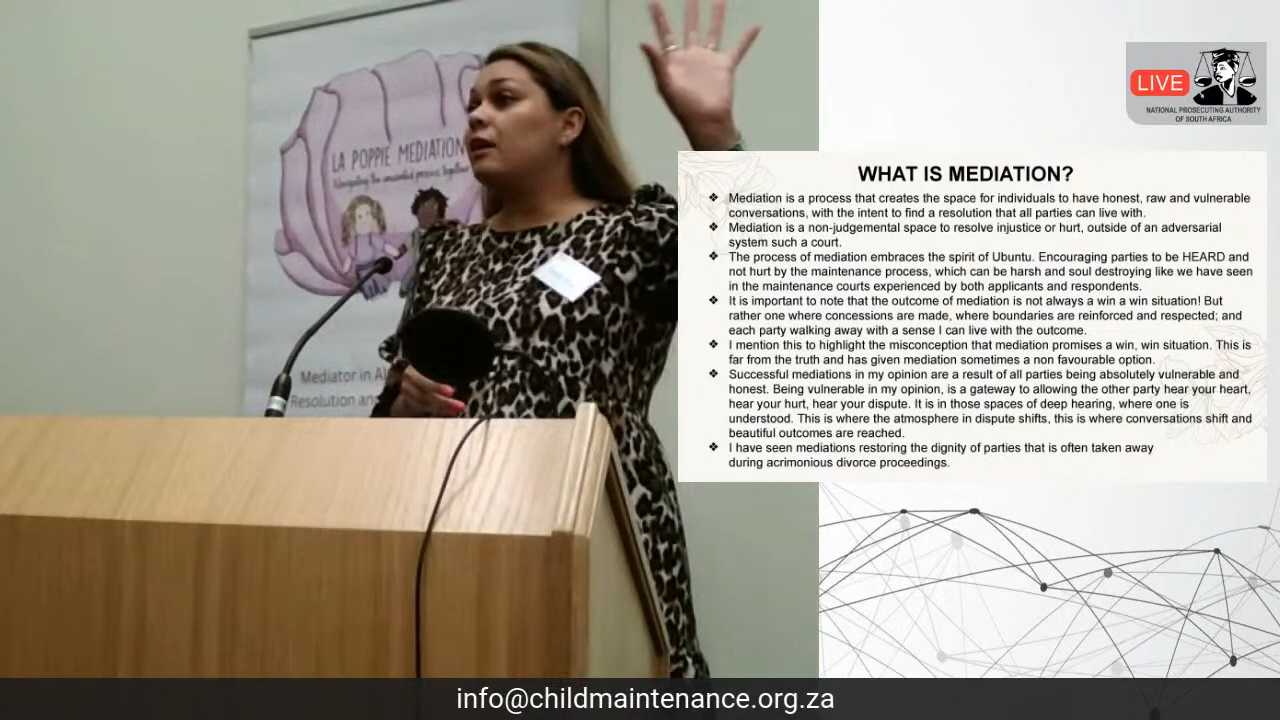 LA POPPIE MEDIATION
Mediator in
Resolution and
LIVE
NATIONAL PROSECUTING AUTHORITY
OF SOUTH AFRICA
WHAT IS MEDIATION?
❖ Mediation is a process that creates the space for individuals to have honest, raw and vulnerable
conversations, with the intent to find a resolution that all parties can live with.
❖ Mediation is a non-judgemental space to resolve injustice or hurt, outside of an adversarial
system such a court.
❖ The process of mediation embraces the spirit of Ubuntu. Encouraging parties to be HEARD and
not hurt by the maintenance process, which can be harsh and soul destroying like we have seen
in the maintenance courts experienced by both applicants and respondents.
❖ It is important to note that the outcome of mediation is not always a win a win situation! But
rather one where concessions are made, where boundaries are reinforced and respected; and
each party walking away with a sense I can live with the outcome.
❖ I mention this to highlight the misconception that mediation promises a win, win situation. This is
far from the truth and has given mediation sometimes a non favourable option.
❖ Successful mediations in my opinion are a result of all parties being absolutely vulnerable and
honest. Being vulnerable in my opinion, is a gateway to allowing the other party hear your heart,
hear your hurt, hear your dispute. It is in those spaces of deep hearing, where one is
understood. This is where the atmosphere in dispute shifts, this is where conversations shift and
beautiful outcomes are reached.
❖ I have seen mediations restoring the dignity of parties that is often taken away
during acrimonious divorce proceedings.
info@childmaintenance.org.za